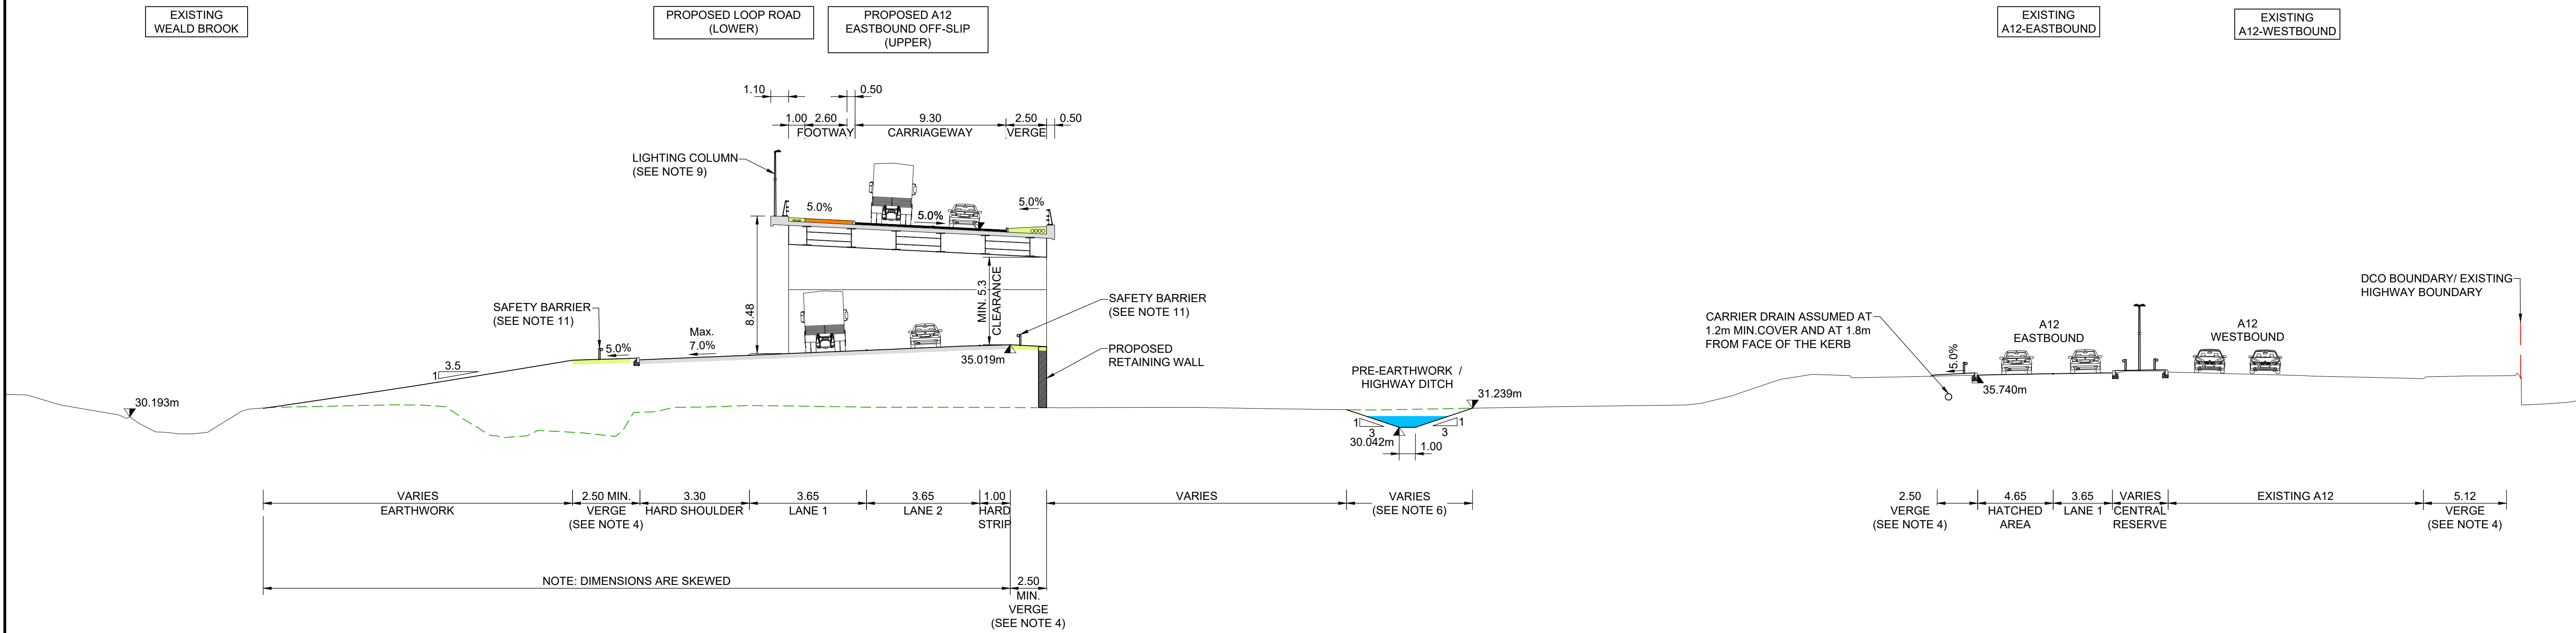 EXISTING
WEALD BROOK
PROPOSED LOOP ROAD
(LOWER)
PROPOSED A12
EASTBOUND OFF-SLIP
(UPPER)
EXISTING
A12-EASTBOUND
EXISTING
A12-WESTBOUND
1.10
0.50
1.00 2.60
FOOTWAY
9.30
CARRIAGEWAY
2.50
VERGE
0.50
LIGHTING COLUMN
(SEE NOTE 9)
5.0%
5.0%
5.0%
8.48
MIN. 5.3
CLEARANCE
SAFETY BARRIER
(SEE NOTE 11)
5.0%
Max.
7.0%
SAFETY BARRIER
(SEE NOTE 11)
35.019m
PROPOSED
RETAINING WALL
3.5
1
30.193m
PRE-EARTHWORK /
HIGHWAY DITCH
31.239m
1
3
3
1
30.042m
1.00
CARRIER DRAIN ASSUMED AT
1.2m MIN.COVER AND AT 1.8m
FROM FACE OF THE KERB
5.0%
35.740m
A12
EASTBOUND
A12
WESTBOUND
DCO BOUNDARY/ EXISTING
HIGHWAY BOUNDARY
VARIES
EARTHWORK
2.50 MIN.
VERGE
(SEE NOTE 4)
3.30
HARD SHOULDER
3.65
LANE 1
3.65
LANE 2
1.00
HARD
STRIP
VARIES
VARIES
(SEE NOTE 6)
2.50
VERGE
(SEE NOTE 4)
4.65
HATCHED
AREA
3.65
LANE 1
VARIES
CENTRAL
RESERVE
EXISTING A12
5.12
VERGE
(SEE NOTE 4)
NOTE: DIMENSIONS ARE SKEWED
2.50
MIN.
VERGE
(SEE NOTE 4)